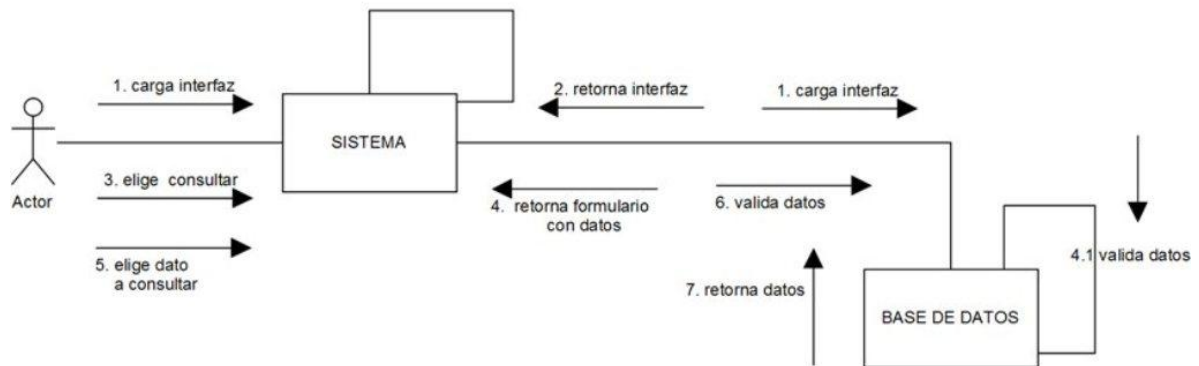 1. carga interfaz
2. retorna interfaz
1. carga interfaz
SISTEMA
Actor
3. elige consultar
4. retorna formulario
con datos
6. valida datos
5. elige dato
a consultar
4.1 valida datos
7. retorna datos
BASE DE DATOS